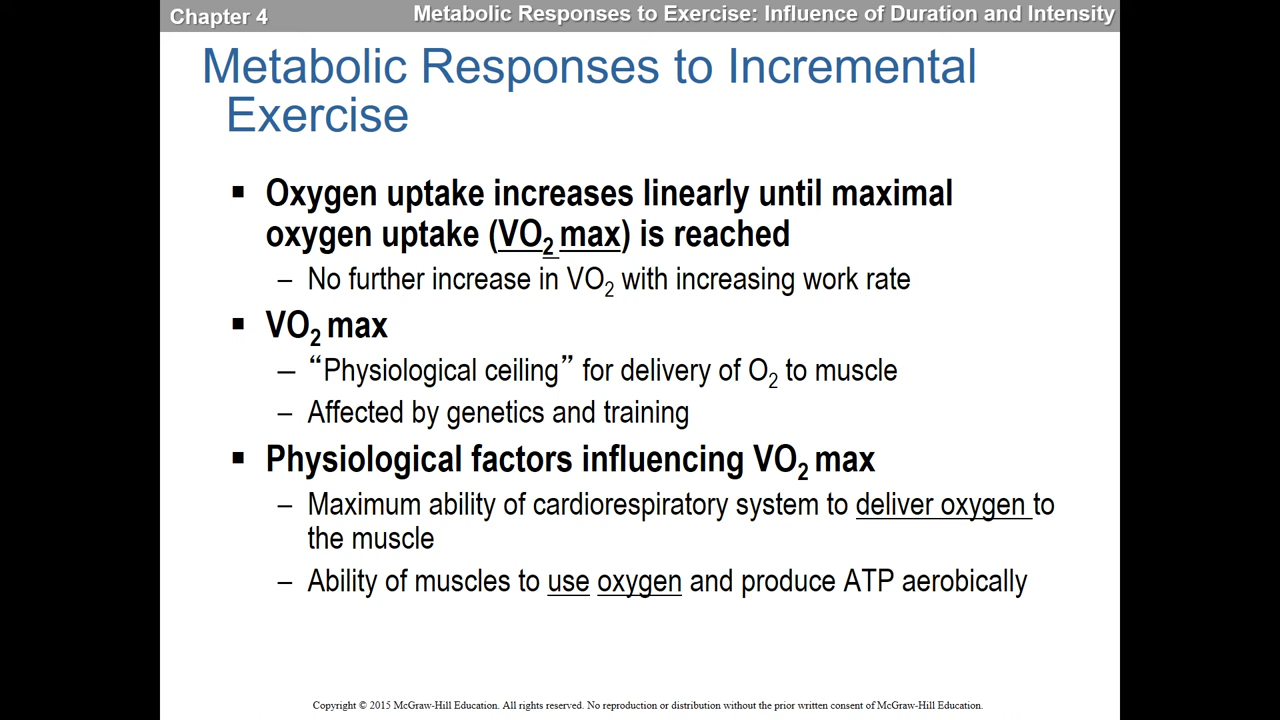 Chapter 4
Metabolic Responses to Exercise: Influence of Duration and Intensity
Metabolic Responses to Incremental
Exercise
▪ Oxygen uptake increases linearly until maximal
oxygen uptake (VO2 max) is reached
– No further increase in VO2 with increasing work rate
▪ VO2 max
– “Physiological ceiling” for delivery of O2 to muscle
– Affected by genetics and training
▪ Physiological factors influencing VO2 max
– Maximum ability of cardiorespiratory system to deliver oxygen to
the muscle
– Ability of muscles to use oxygen and produce ATP aerobically
Copyright © 2015 McGraw-Hill Education. All rights reserved. No reproduction or distribution without the prior written consent of McGraw-Hill Education.